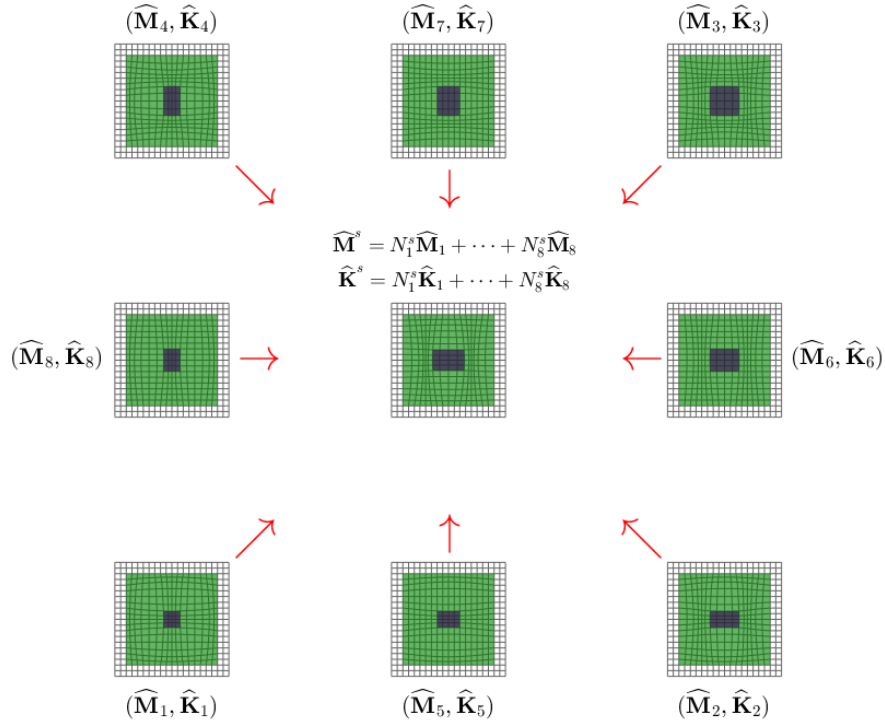 (M̂₄, K̂₄) (M̂₇, K̂₇) (M̂₃, K̂₃)
M̂ˢ = N₁ˢM̂₁ + ⋯ + N₈ˢM̂₈
K̂ˢ = N₁ˢK̂₁ + ⋯ + N₈ˢK̂₈
(M̂₈, K̂₈) (M̂₆, K̂₆)
(M̂₁, K̂₁) (M̂₅, K̂₅) (M̂₂, K̂₂)